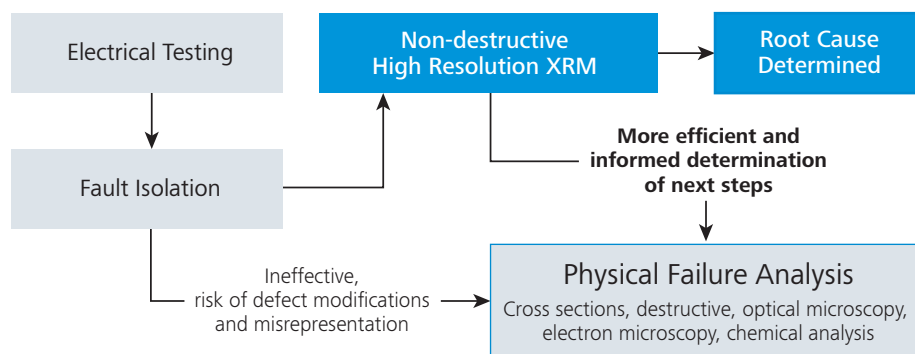 Electrical Testing
Non-destructive
High Resolution XRM
Root Cause
Determined
More efficient and
informed determination
of next steps
Fault Isolation
Ineffective,
risk of defect modifications
and misrepresentation
Physical Failure Analysis
Cross sections, destructive, optical microscopy,
electron microscopy, chemical analysis